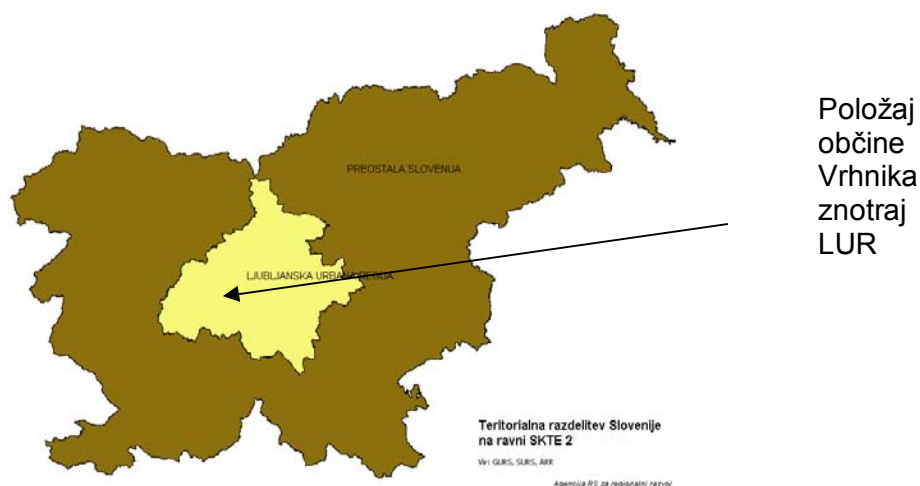 PREOSTALA SLOVENIJA
LJUBLJANSKA URBANA REGIJA
Položaj
občine
Vrhnika
znotraj
LUR
Teritorialna razdelitev Slovenije
na ravni SKTE 2
Vir: GURS, SURS, ARR
Agencija RS za regionalni razvoj